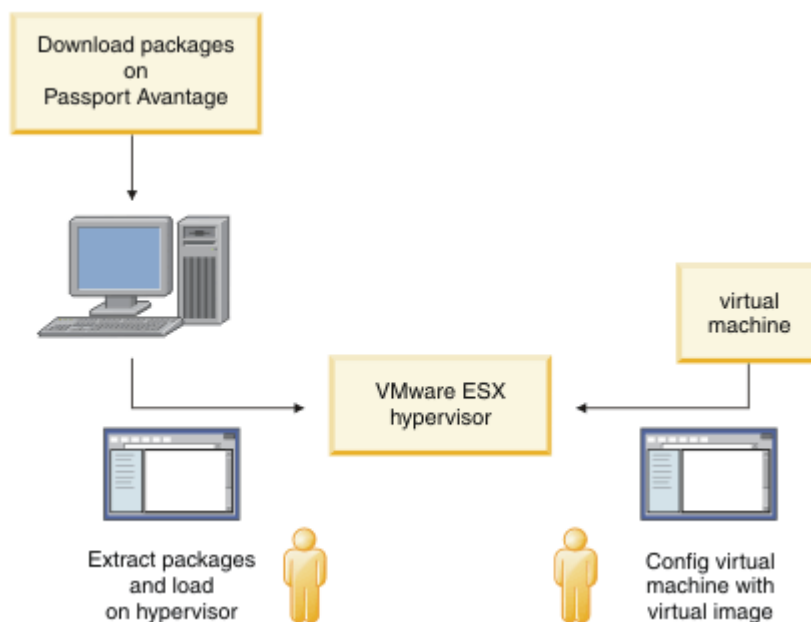 Download packages
on
Passport Avantage
virtual
machine
VMware ESX
hypervisor
Extract packages
and load
on hypervisor
Config virtual
machine with
virtual image